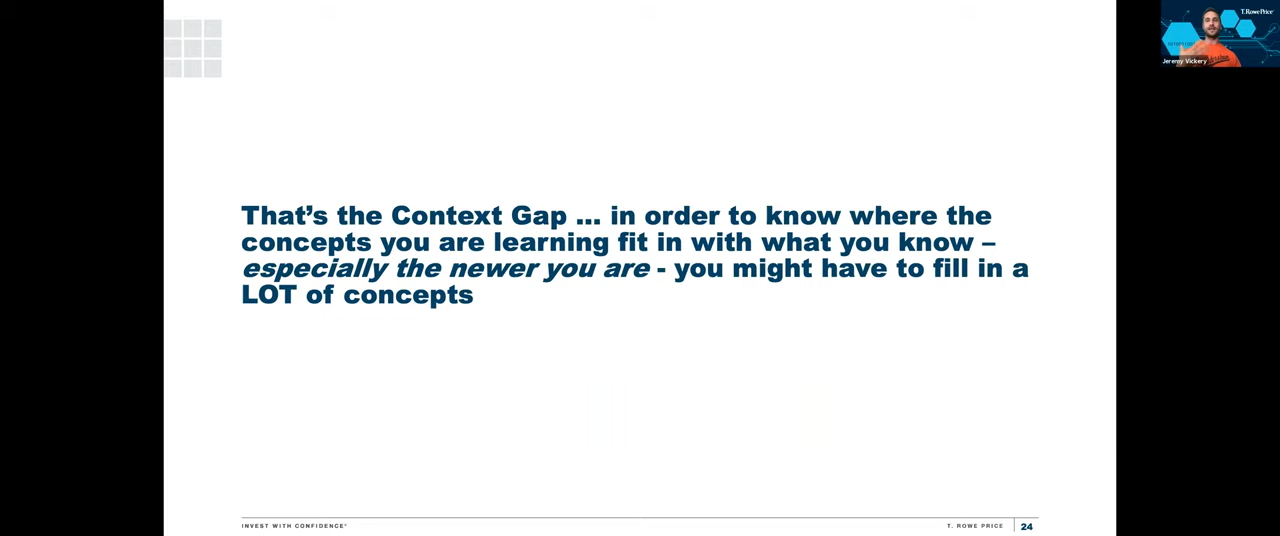 T.RowePrice
Jeremy Vickery
That's the Context Gap ... in order to know where the
concepts you are learning fit in with what you know –
especially the newer you are - you might have to fill in a
LOT of concepts
INVEST WITH CONFIDENCE®
T. ROWE PRICE
24